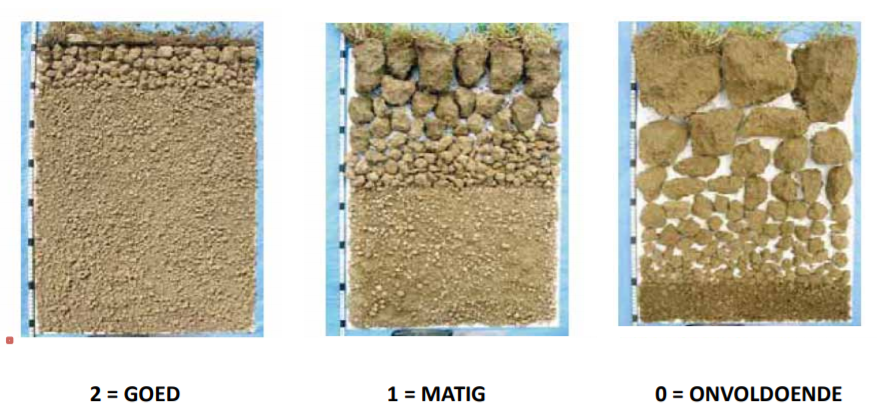 2 = GOED
1 = MATIG
0 = ONVOLDOENDE